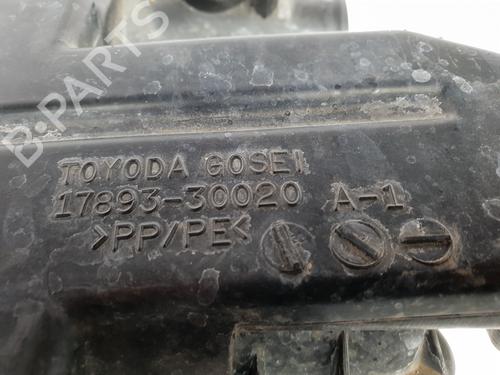 B-PARTS
TOYODA GOSEI
17893-30020 A-1
>PP/PE<